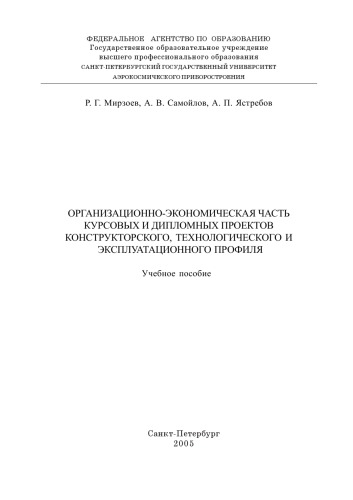 ФЕДЕРАЛЬНОЕ АГЕНТСТВО ПО ОБРАЗОВАНИЮ
Государственное образовательное учреждение
высшего профессионального образования
САНКТ-ПЕТЕРБУРГСКИЙ ГОСУДАРСТВЕННЫЙ УНИВЕРСИТЕТ
АЭРОКОСМИЧЕСКОГО ПРИБОРОСТРОЕНИЯ
Р. Г. Мирзоев, А. В. Самойлов, А. П. Ястребов
ОРГАНИЗАЦИОННО-ЭКОНОМИЧЕСКАЯ ЧАСТЬ
КУРСОВЫХ И ДИПЛОМНЫХ ПРОЕКТОВ
КОНСТРУКТОРСКОГО, ТЕХНОЛОГИЧЕСКОГО И
ЭКСПЛУАТАЦИОННОГО ПРОФИЛЯ
Учебное пособие
Санкт-Петербург
2005